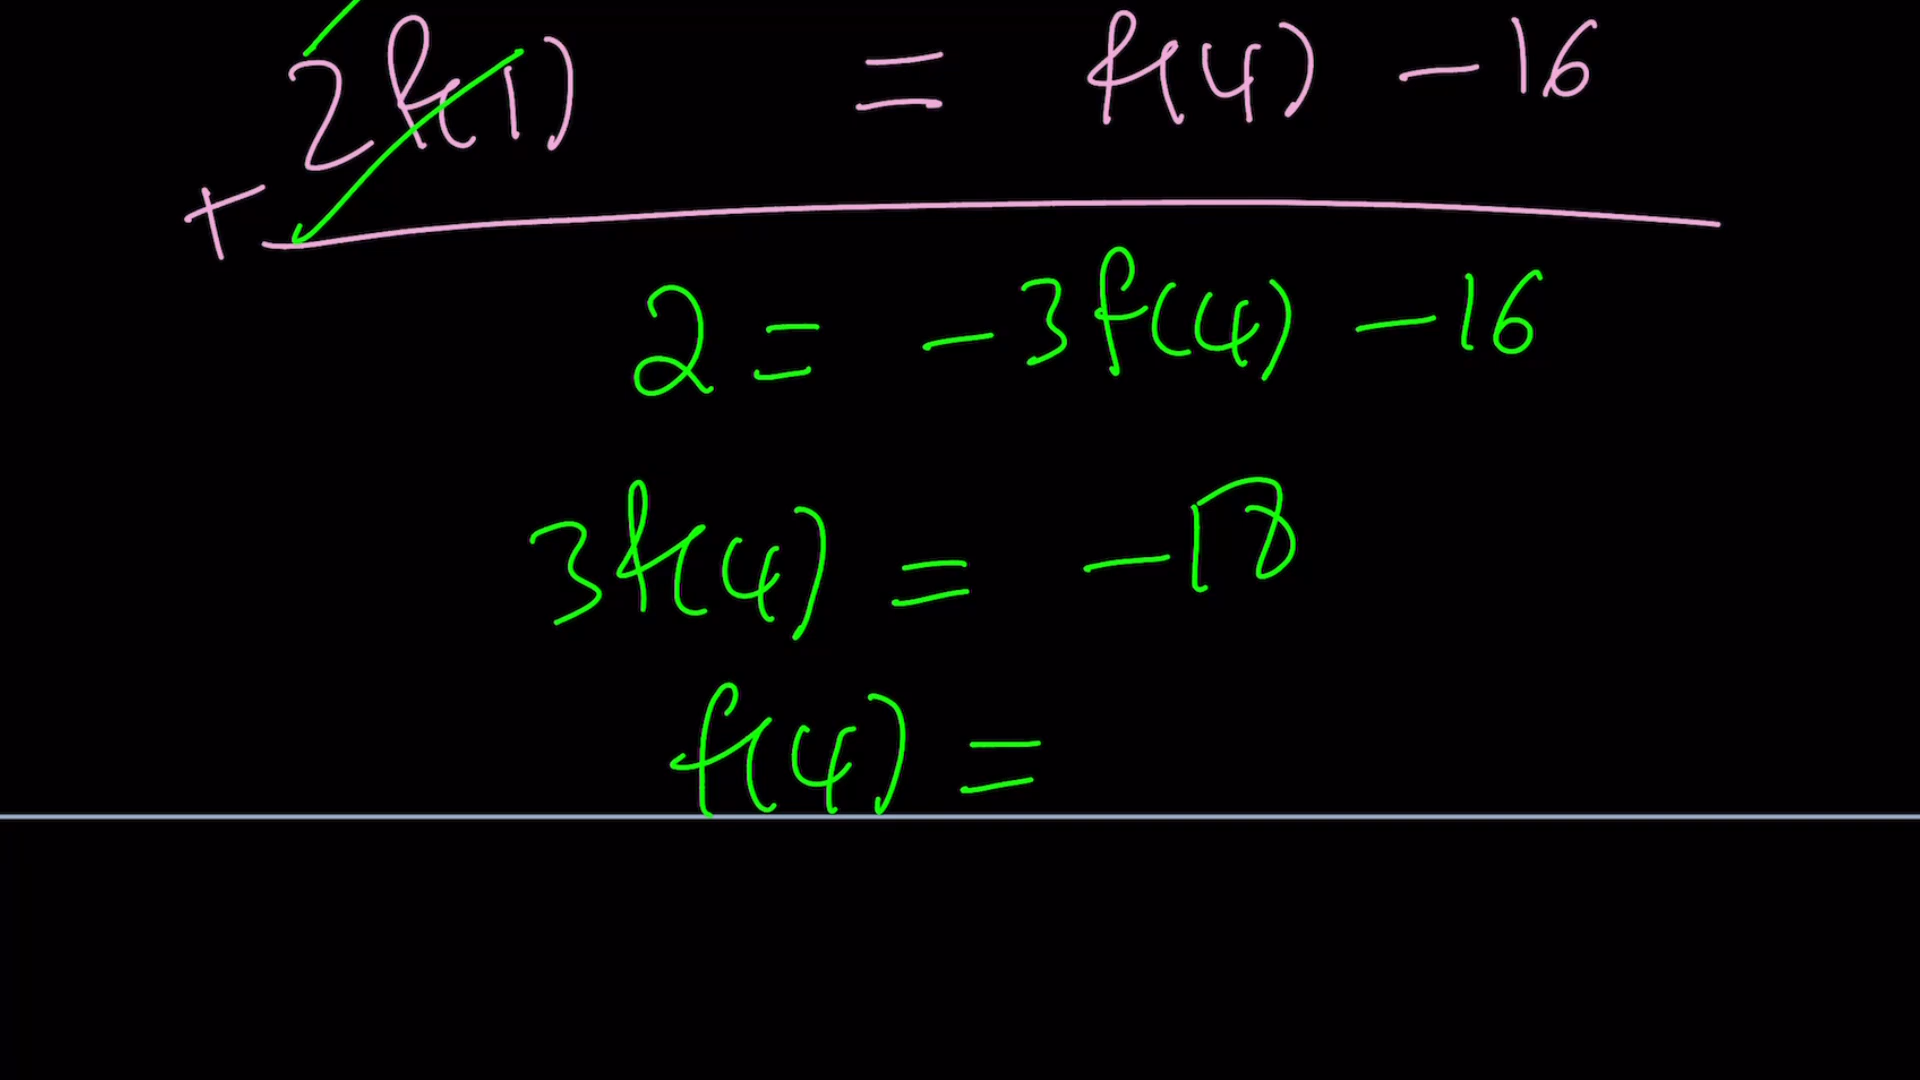 2f(1) = f(4) - 16
+
2 = -3f(4) - 16
3f(4) = -18
f(4) =